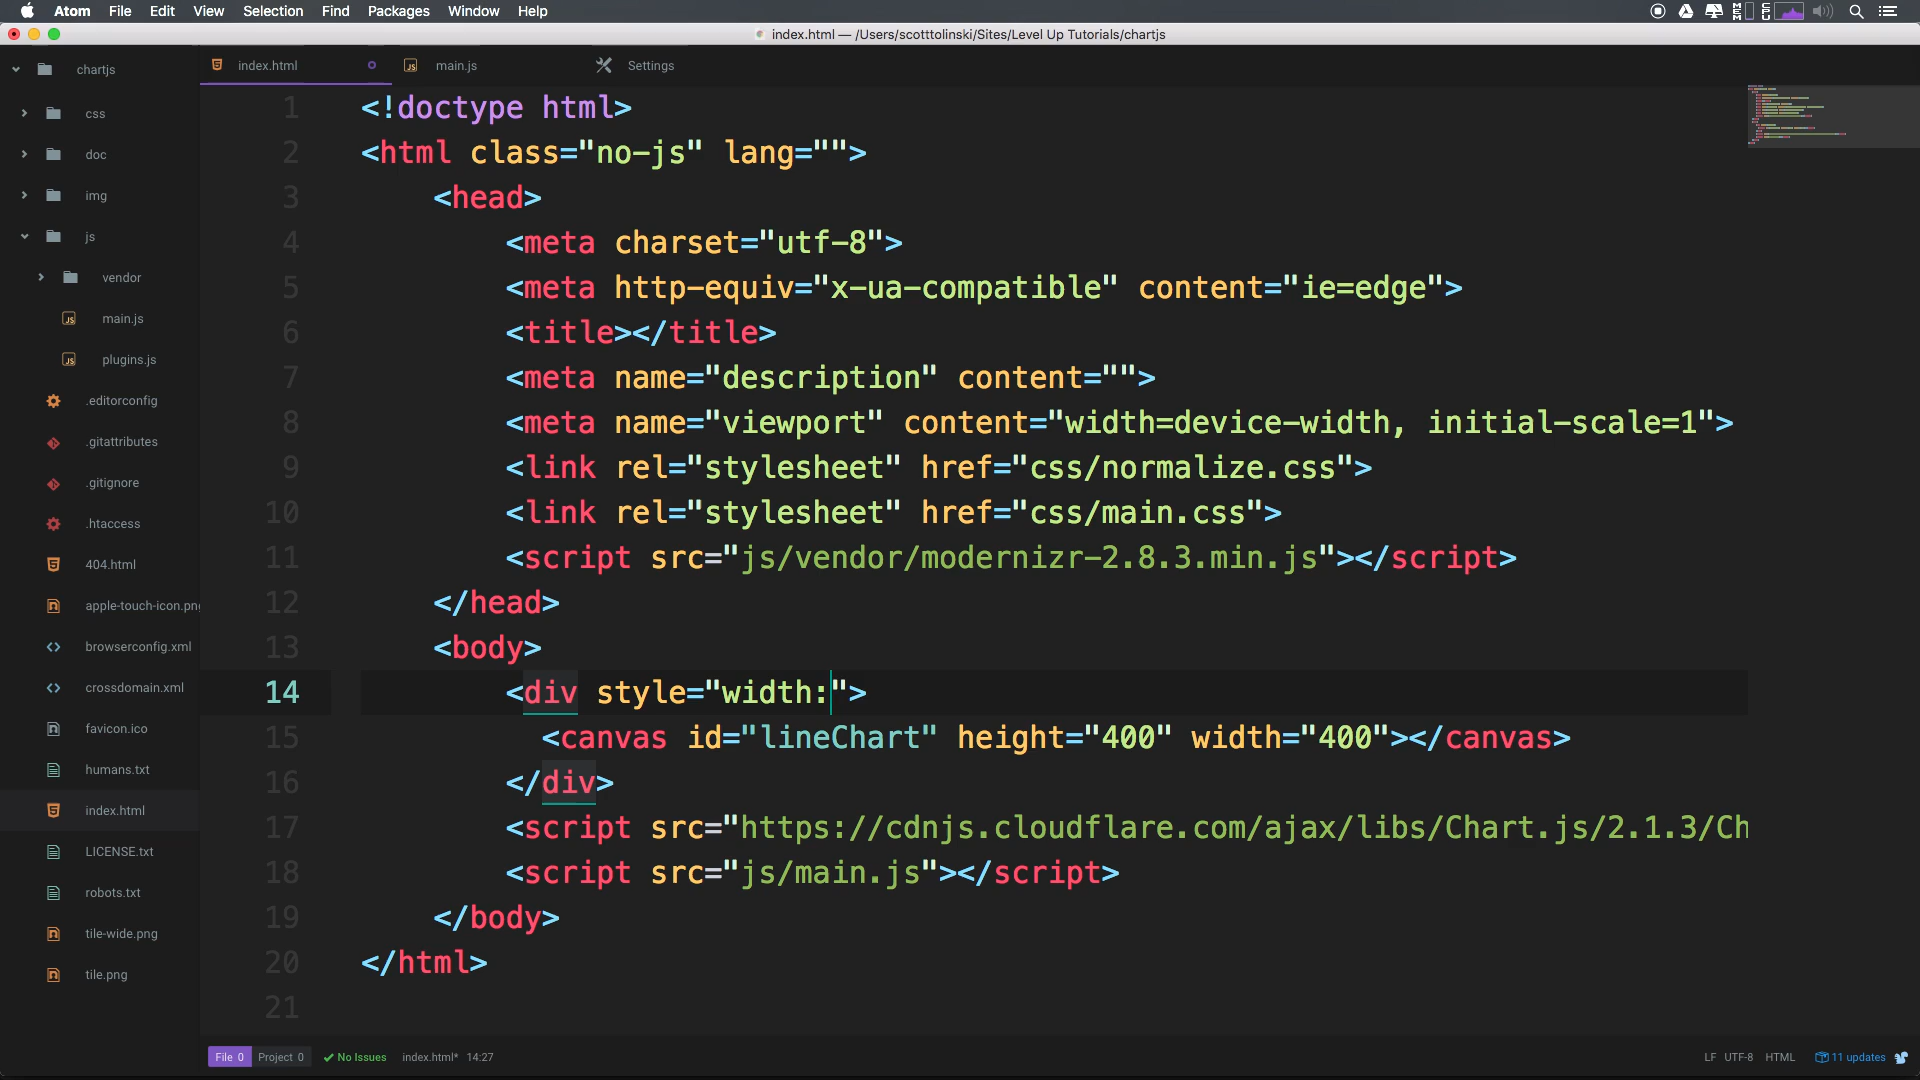 Atom File Edit View Selection Find Packages Window Help
index.html — /Users/scotttolinski/Sites/Level Up Tutorials/chartjs
chartjs
css
doc
img
js
vendor
main.js
plugins.js
.editorconfig
.gitattributes
.gitignore
.htaccess
404.html
apple-touch-icon.png
browserconfig.xml
crossdomain.xml
favicon.ico
humans.txt
index.html
LICENSE.txt
robots.txt
tile-wide.png
tile.png
index.html main.js Settings
1 <!doctype html>
2 <html class="no-js" lang="">
3 <head>
4 <meta charset="utf-8">
5 <meta http-equiv="x-ua-compatible" content="ie=edge">
6 <title></title>
7 <meta name="description" content="">
8 <meta name="viewport" content="width=device-width, initial-scale=1">
9 <link rel="stylesheet" href="css/normalize.css">
10 <link rel="stylesheet" href="css/main.css">
11 <script src="js/vendor/modernizr-2.8.3.min.js"></script>
12 </head>
13 <body>
14 <div style="width:">
15 <canvas id="lineChart" height="400" width="400"></canvas>
16 </div>
17 <script src="https://cdnjs.cloudflare.com/ajax/libs/Chart.js/2.1.3/Ch
18 <script src="js/main.js"></script>
19 </body>
20 </html>
21
File 0 Project 0 No Issues index.html* 14:27 LF UTF-8 HTML 11 updates